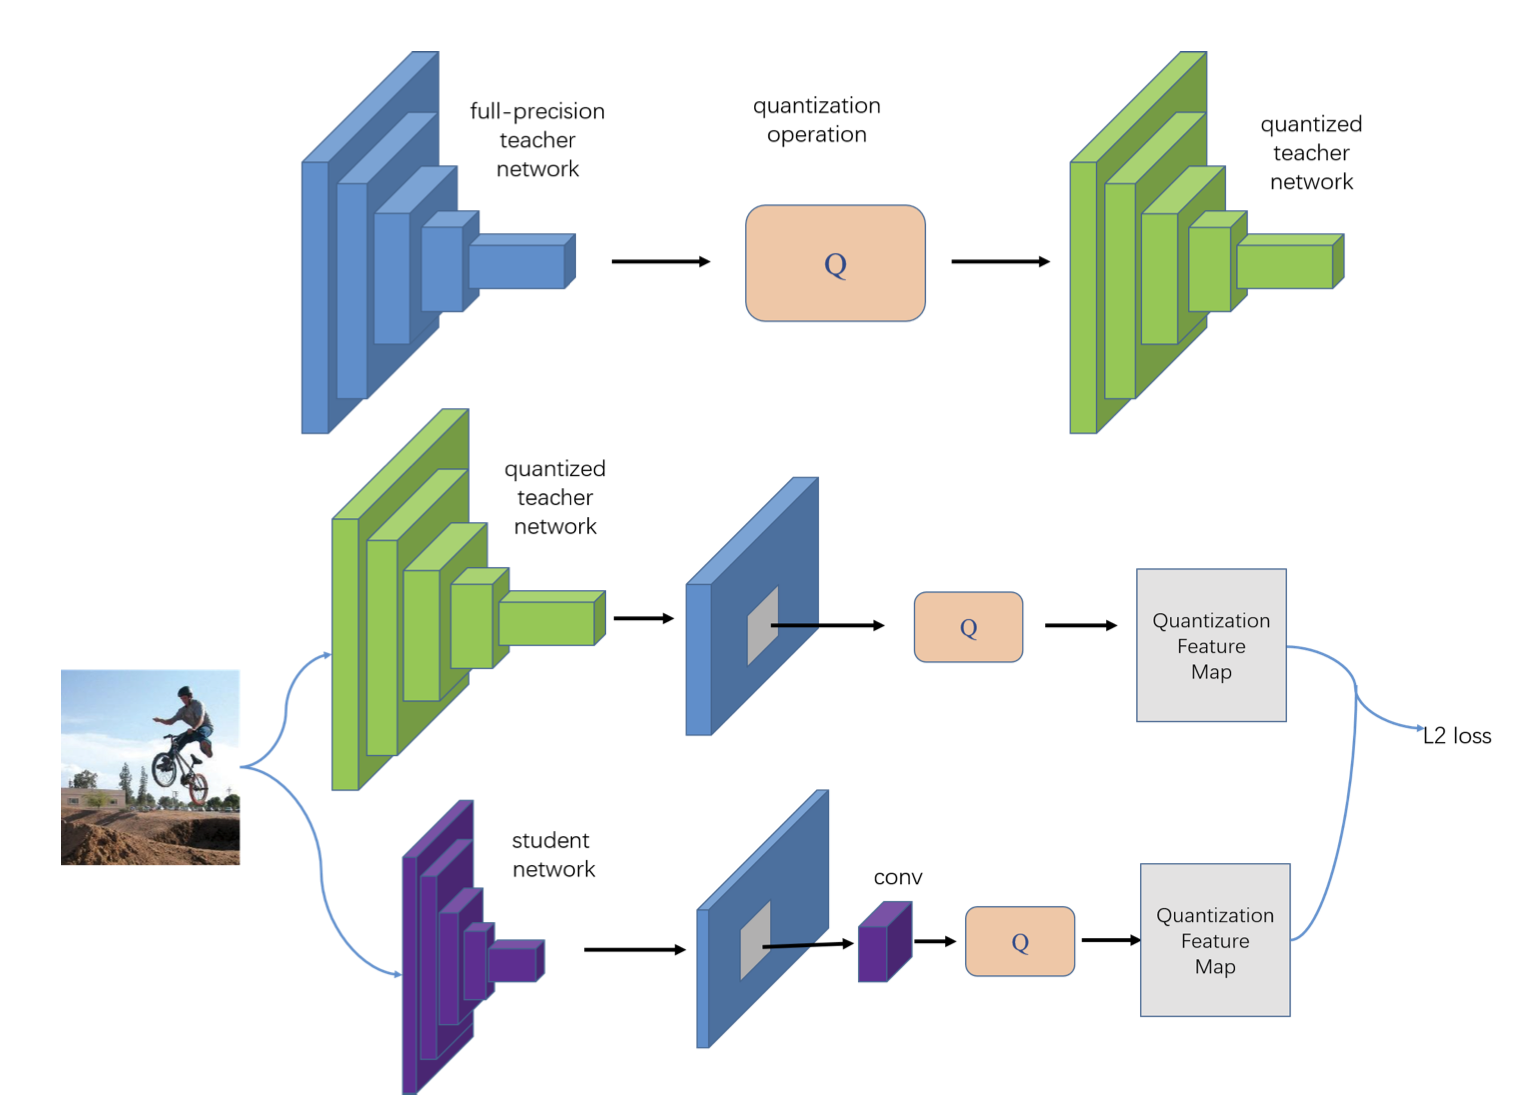 full-precision
teacher
network
quantization
operation
Q
quantized
teacher
network
quantized
teacher
network
Q
Quantization
Feature
Map
L2 loss
student
network
conv
Q
Quantization
Feature
Map